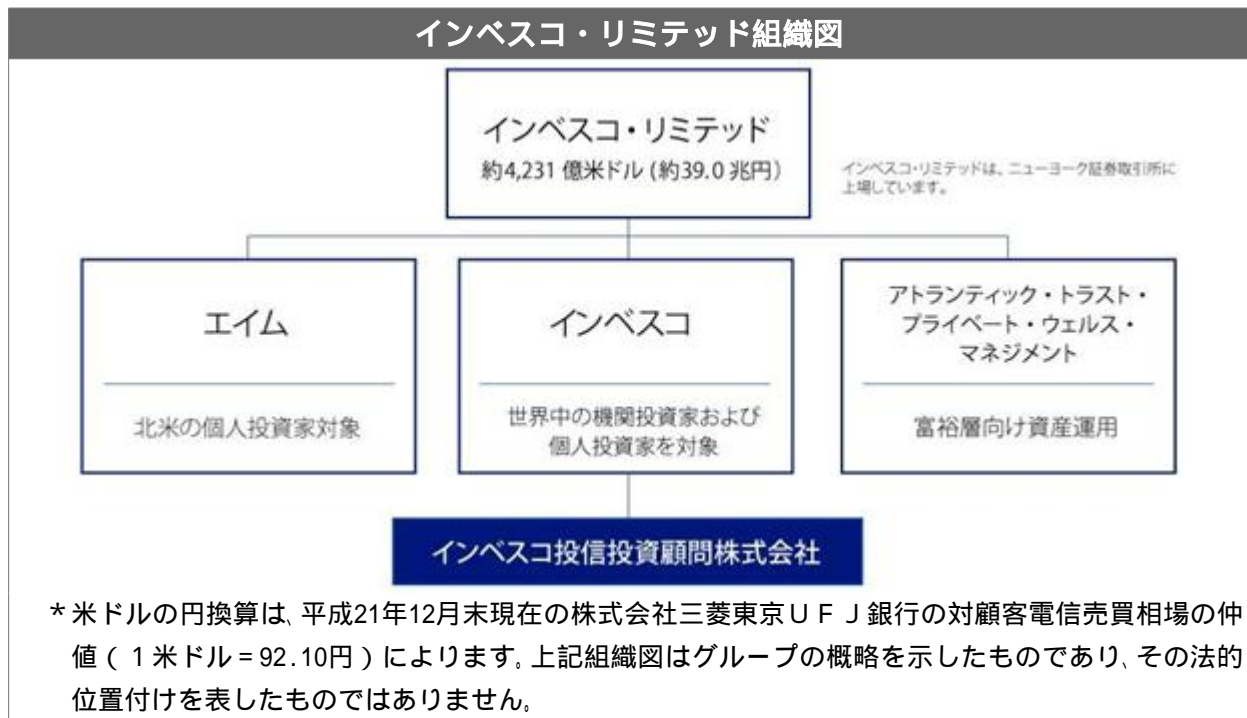 インベスコ・リミテッド組織図
インベスコ・リミテッド
約4,231 億米ドル (約39.0 兆円)
インベスコ・リミテッドは、ニューヨーク証券取引所に
上場しています。
エイム
北米の個人投資家対象
インベスコ
世界中の機関投資家および
個人投資家を対象
アトランティック・トラスト・
プライベート・ウェルス・
マネジメント
富裕層向け資産運用
インベスコ投信投資顧問株式会社
*米ドルの円換算は、平成21年12月末現在の株式会社三菱東京ＵＦＪ銀行の対顧客電信売買相場の仲
値(1米ドル=92.10円)によります。上記組織図はグループの概略を示したものであり、その法的
位置付けを表したものではありません。